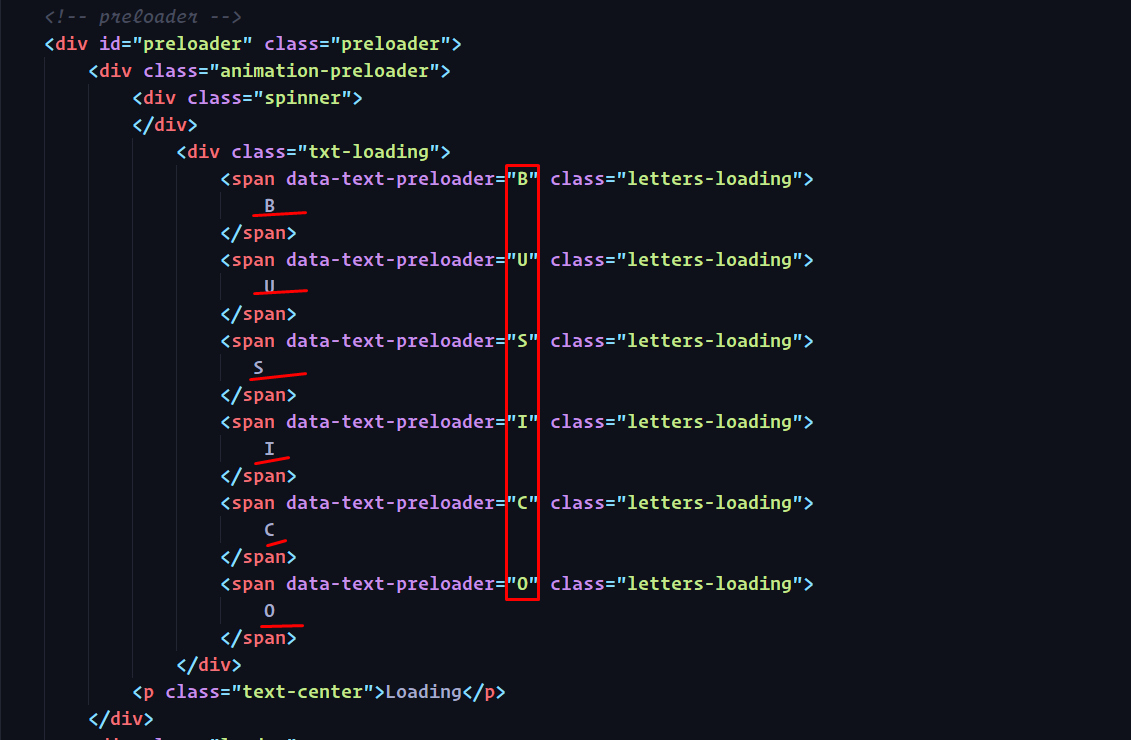 <!-- preloader -->
<div id="preloader" class="preloader">
<div class="animation-preloader">
<div class="spinner">
</div>
<div class="txt-loading">
<span data-text-preloader="B" class="letters-loading">
B
</span>
<span data-text-preloader="U" class="letters-loading">
U
</span>
<span data-text-preloader="S" class="letters-loading">
S
</span>
<span data-text-preloader="I" class="letters-loading">
I
</span>
<span data-text-preloader="C" class="letters-loading">
C
</span>
<span data-text-preloader="O" class="letters-loading">
O
</span>
</div>
<p class="text-center">Loading</p>
</div>